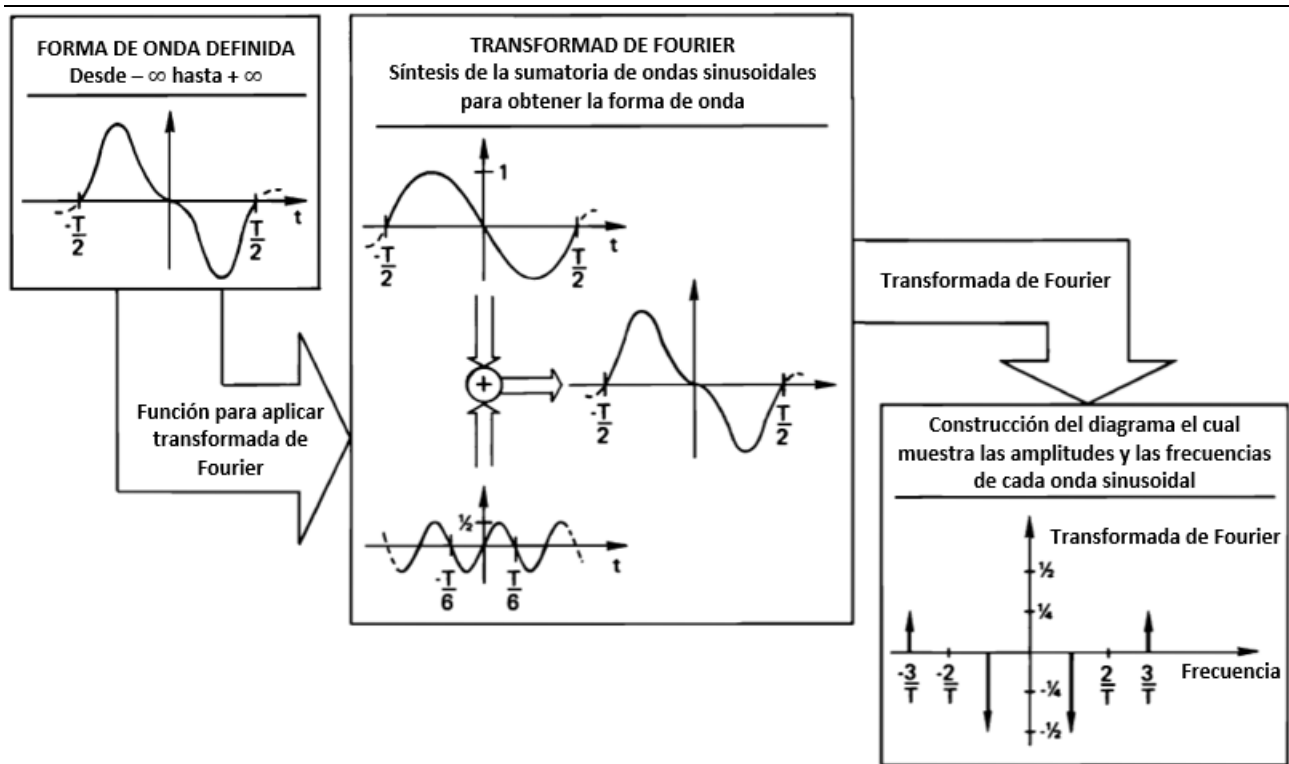 FORMA DE ONDA DEFINIDA
Desde – ∞ hasta + ∞
t
-T/2
T/2
Función para aplicar
transformada de
Fourier
TRANSFORMAD DE FOURIER
Síntesis de la sumatoria de ondas sinusoidales
para obtener la forma de onda
1
t
-T/2
T/2
+
-T/2
T/2
½
t
-T/6
T/6
Transformada de Fourier
Construcción del diagrama el cual
muestra las amplitudes y las frecuencias
de cada onda sinusoidal
Transformada de Fourier
½
¼
-3/T
-2/T
2/T
3/T
Frecuencia
-¼
-½